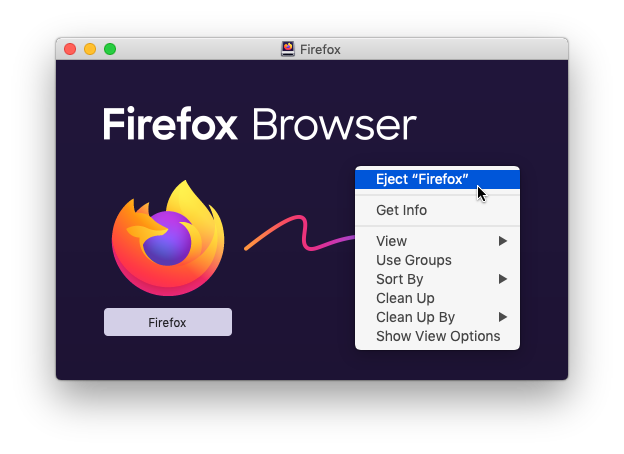 Firefox
Firefox Browser
Firefox
Eject “Firefox”
Get Info
View
Use Groups
Sort By
Clean Up
Clean Up By
Show View Options